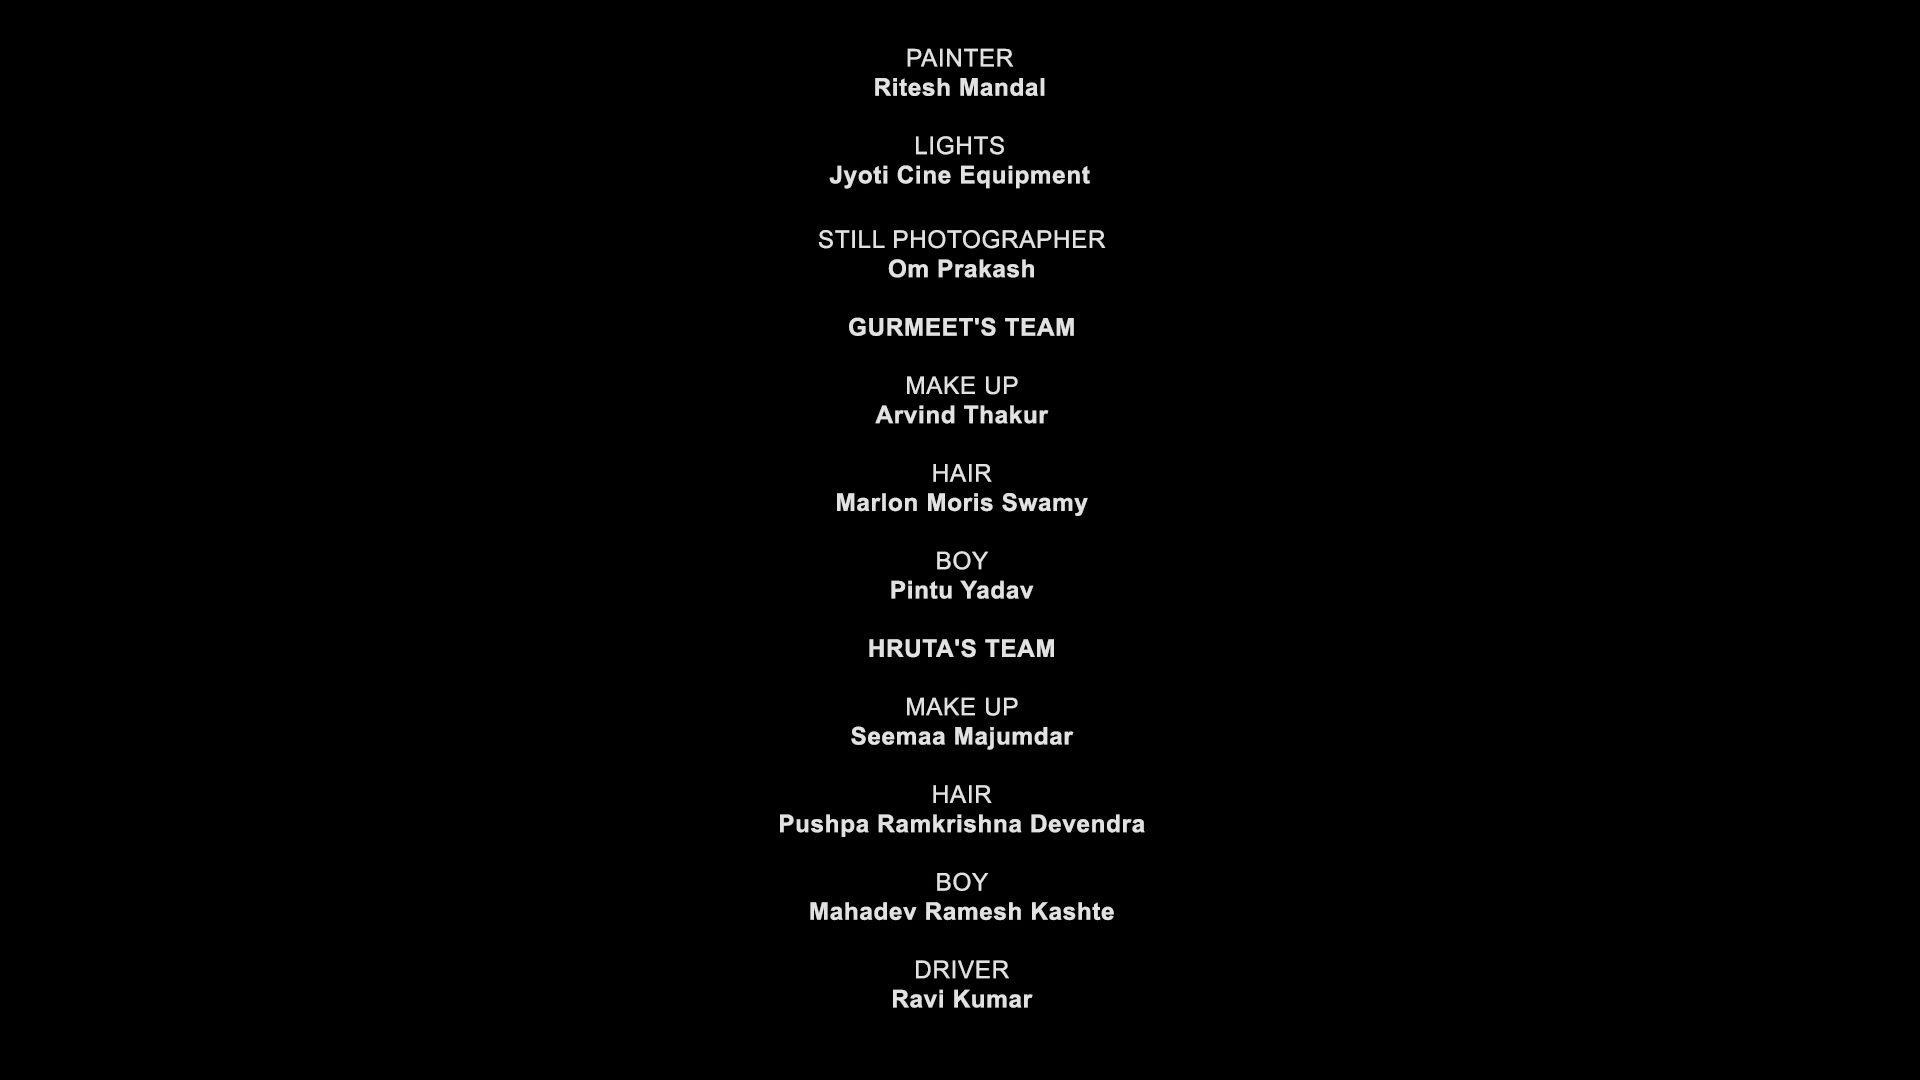 PAINTER
Ritesh Mandal
LIGHTS
Jyoti Cine Equipment
STILL PHOTOGRAPHER
Om Prakash
GURMEET'S TEAM
MAKE UP
Arvind Thakur
HAIR
Marlon Moris Swamy
BOY
Pintu Yadav
HRUTA'S TEAM
MAKE UP
Seemaa Majumdar
HAIR
Pushpa Ramkrishna Devendra
BOY
Mahadev Ramesh Kashte
DRIVER
Ravi Kumar